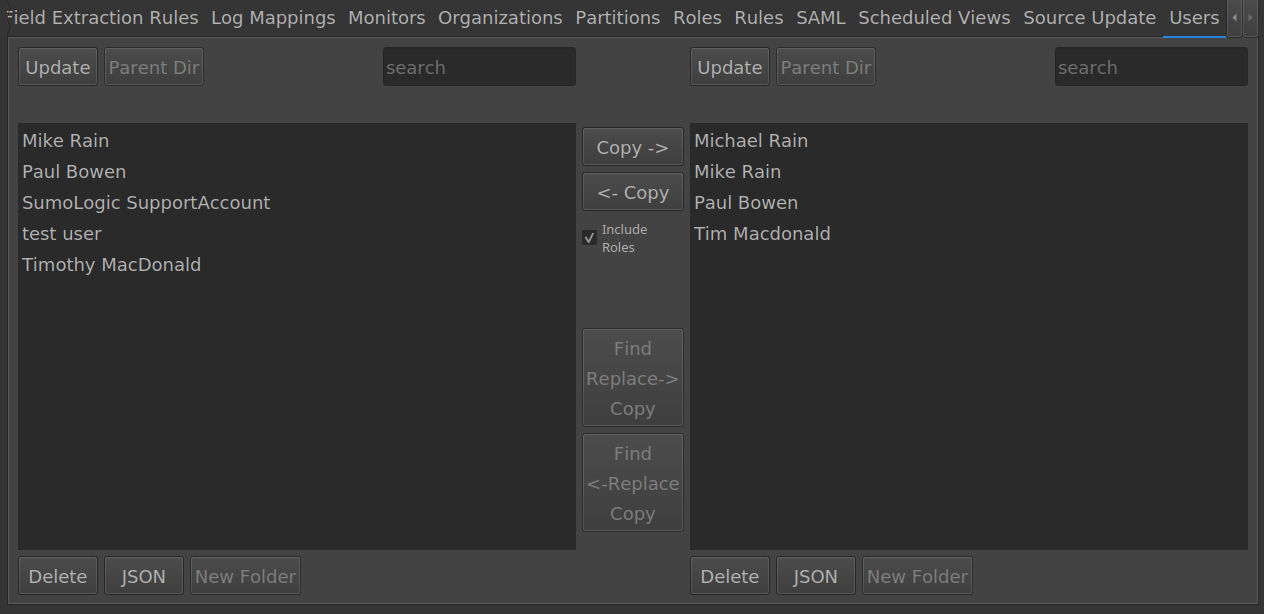 Field Extraction Rules Log Mappings Monitors Organizations Partitions Roles Rules SAML Scheduled Views Source Update Users
Update Parent Dir search Update Parent Dir search
Mike Rain
Paul Bowen
SumoLogic SupportAccount
test user
Timothy MacDonald
Copy ->
<- Copy
Include
Roles
Find
Replace->
Copy
Find
<-Replace
Copy
Michael Rain
Mike Rain
Paul Bowen
Tim Macdonald
Delete JSON New Folder Delete JSON New Folder